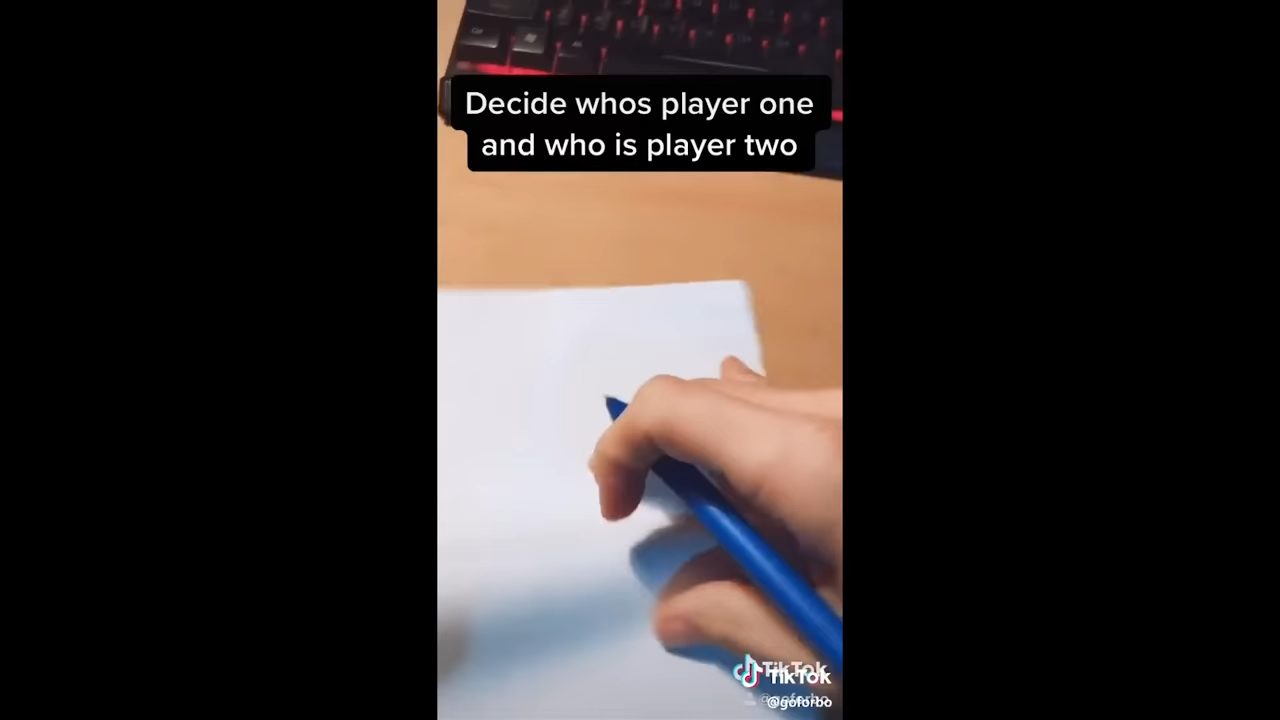 Decide whos player one
and who is player two
TikTok
@goforbo